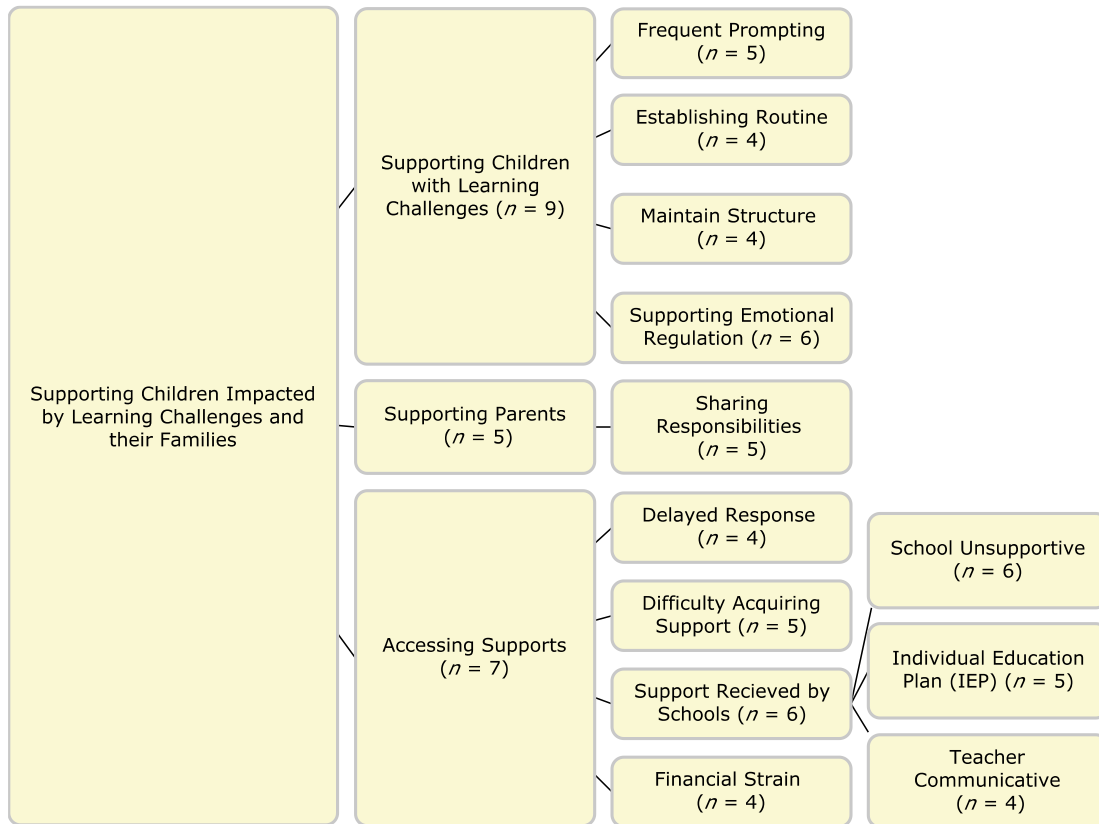 Supporting Children Impacted
by Learning Challenges and
their Families
Supporting Children
with Learning
Challenges (n = 9)
Frequent Prompting
(n = 5)
Establishing Routine
(n = 4)
Maintain Structure
(n = 4)
Supporting Emotional
Regulation (n = 6)
Supporting Parents
(n = 5)
Sharing
Responsibilities
(n = 5)
Accessing Supports
(n = 7)
Delayed Response
(n = 4)
Difficulty Acquiring
Support (n = 5)
Support Recieved by
Schools (n = 6)
School Unsupportive
(n = 6)
Individual Education
Plan (IEP) (n = 5)
Teacher
Communicative
(n = 4)
Financial Strain
(n = 4)